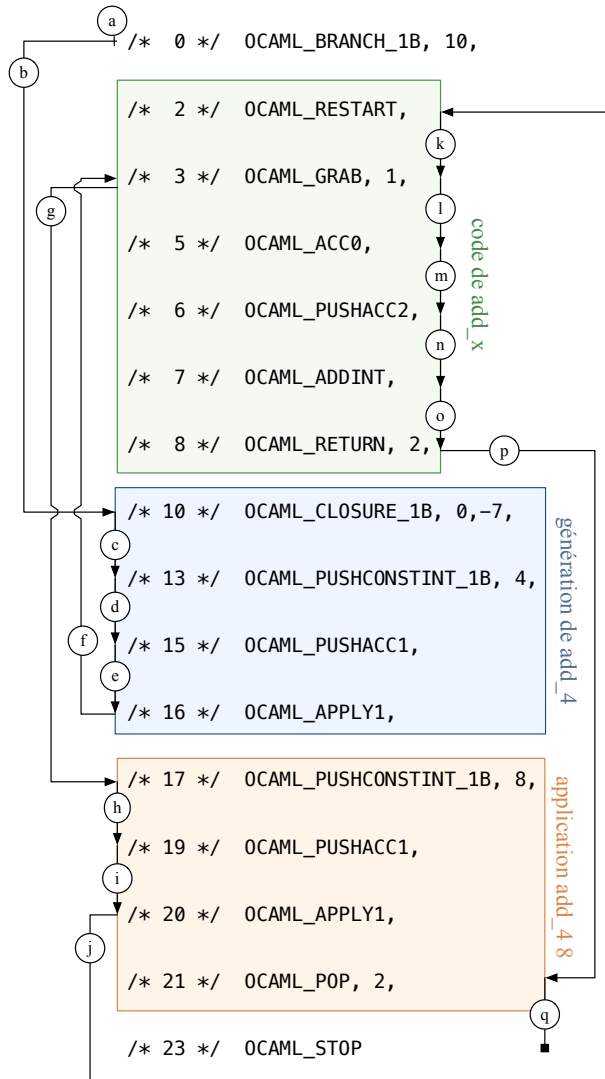 a
/* 0 */ OCAML_BRANCH_1B, 10,
b
/* 2 */ OCAML_RESTART,
k
/* 3 */ OCAML_GRAB, 1,
g
l
/* 5 */ OCAML_ACC0,
m
/* 6 */ OCAML_PUSHACC2,
n
/* 7 */ OCAML_ADDINT,
o
/* 8 */ OCAML_RETURN, 2,
p
code de add_x
/* 10 */ OCAML_CLOSURE_1B, 0,-7,
c
/* 13 */ OCAML_PUSHCONSTINT_1B, 4,
d
f
/* 15 */ OCAML_PUSHACC1,
e
/* 16 */ OCAML_APPLY1,
génération de add_4
/* 17 */ OCAML_PUSHCONSTINT_1B, 8,
h
/* 19 */ OCAML_PUSHACC1,
i
/* 20 */ OCAML_APPLY1,
j
/* 21 */ OCAML_POP, 2,
application add_4 8
q
/* 23 */ OCAML_STOP